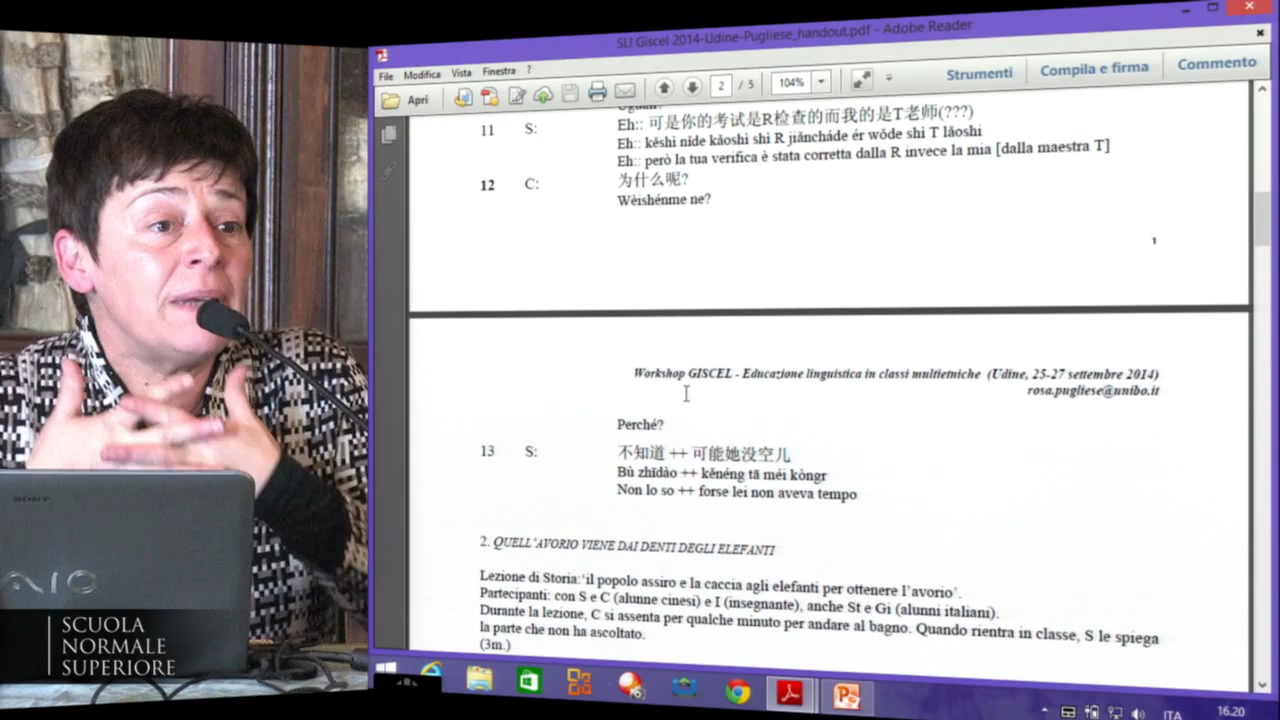 SLI Giscel 2014-Udine-Pugliese_handout.pdf - Adobe Reader
File Modifica Vista Finestra ?
Apri 2 / 5 104% Strumenti Compila e firma Commento
11 S: Eh:: 可是你的考试是R检查的而我的是T老师(???)
Eh:: kěshì nǐde kǎoshì shì R jiǎncháde ér wǒde shì T lǎoshi
Eh:: però la tua verifica è stata corretta dalla R invece la mia [dalla maestra T]
12 C: 为什么呢?
Wèishénme ne?
1
Workshop GISCEL - Educazione linguistica in classi multietniche (Udine, 25-27 settembre 2014)
rosa.pugliese@unibo.it
Perché?
13 S: 不知道 ++ 可能她没空儿
Bù zhīdào ++ kěnéng tā méi kòngr
Non lo so ++ forse lei non aveva tempo
2. QUELL'AVORIO VIENE DAI DENTI DEGLI ELEFANTI
Lezione di Storia:'il popolo assiro e la caccia agli elefanti per ottenere l'avorio'.
Partecipanti: con S e C (alunne cinesi) e I (insegnante), anche St e Gi (alunni italiani).
Durante la lezione, C si assenta per qualche minuto per andare al bagno. Quando rientra in classe, S le spiega
la parte che non ha ascoltato.
(3m.)
SONY
VAIO
SCUOLA
NORMALE
SUPERIORE
ITA 16.20